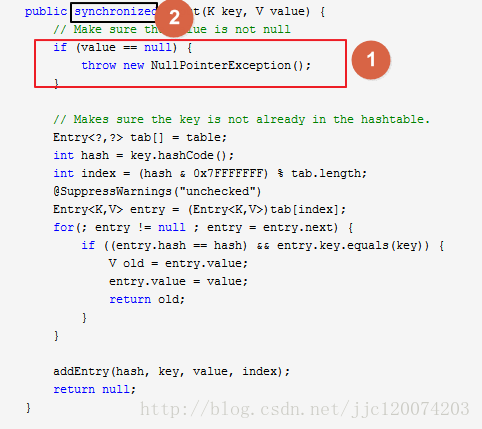 public synchronized t(K key, V value) {
2
// Make sure the lue is not null
if (value == null) {
throw new NullPointerException();
}
1
// Makes sure the key is not already in the hashtable.
Entry<?,?> tab[] = table;
int hash = key.hashCode();
int index = (hash & 0x7FFFFFFF) % tab.length;
@SuppressWarnings("unchecked")
Entry<K,V> entry = (Entry<K,V>)tab[index];
for(; entry != null ; entry = entry.next) {
if ((entry.hash == hash) && entry.key.equals(key)) {
V old = entry.value;
entry.value = value;
return old;
}
}
addEntry(hash, key, value, index);
return null;
}
http://blog.csdn.net/jjc120074203